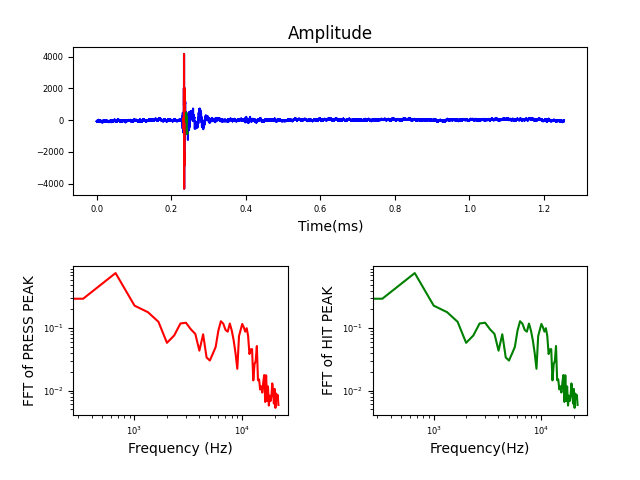 Amplitude
4000
2000
0
−2000
−4000
0.0 0.2 0.4 0.6 0.8 1.0 1.2
Time(ms)
FFT of PRESS PEAK
10⁻¹
10⁻²
10³ 10⁴
Frequency (Hz)
FFT of HIT PEAK
10⁻¹
10⁻²
10³ 10⁴
Frequency(Hz)